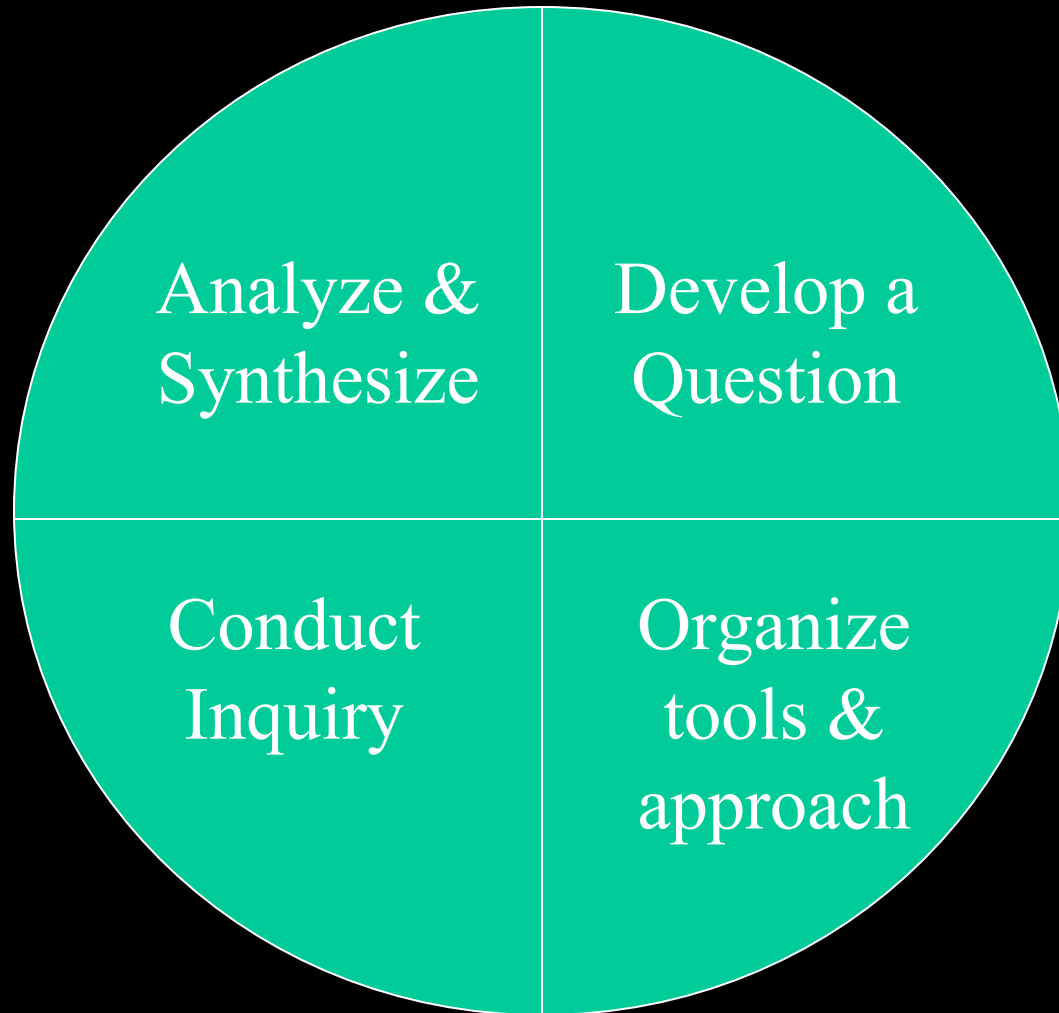 Analyze &
Synthesize
Develop a
Question
Conduct
Inquiry
Organize
tools &
approach